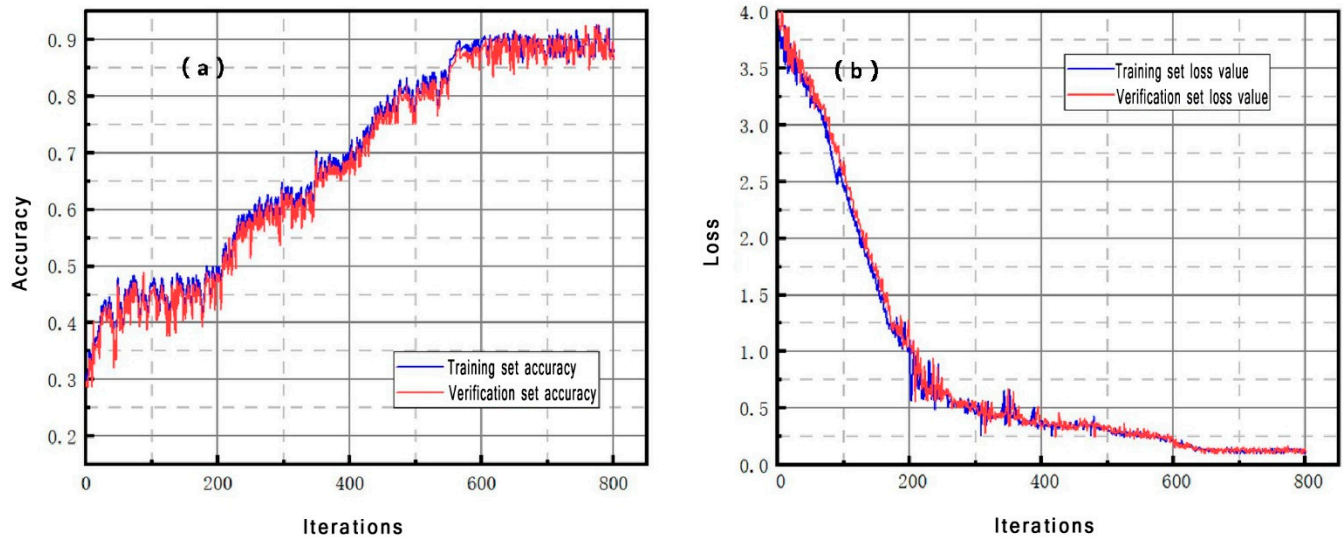 0.9
0.8
0.7
0.6
0.5
0.4
0.3
0.2
Accuracy
( a )
Training set accuracy
Verification set accuracy
0
200
400
600
800
Iterations
4.0
3.5
3.0
2.5
2.0
1.5
1.0
0.5
0.0
Loss
( b )
Training set loss value
Verification set loss value
0
200
400
600
800
Iterations